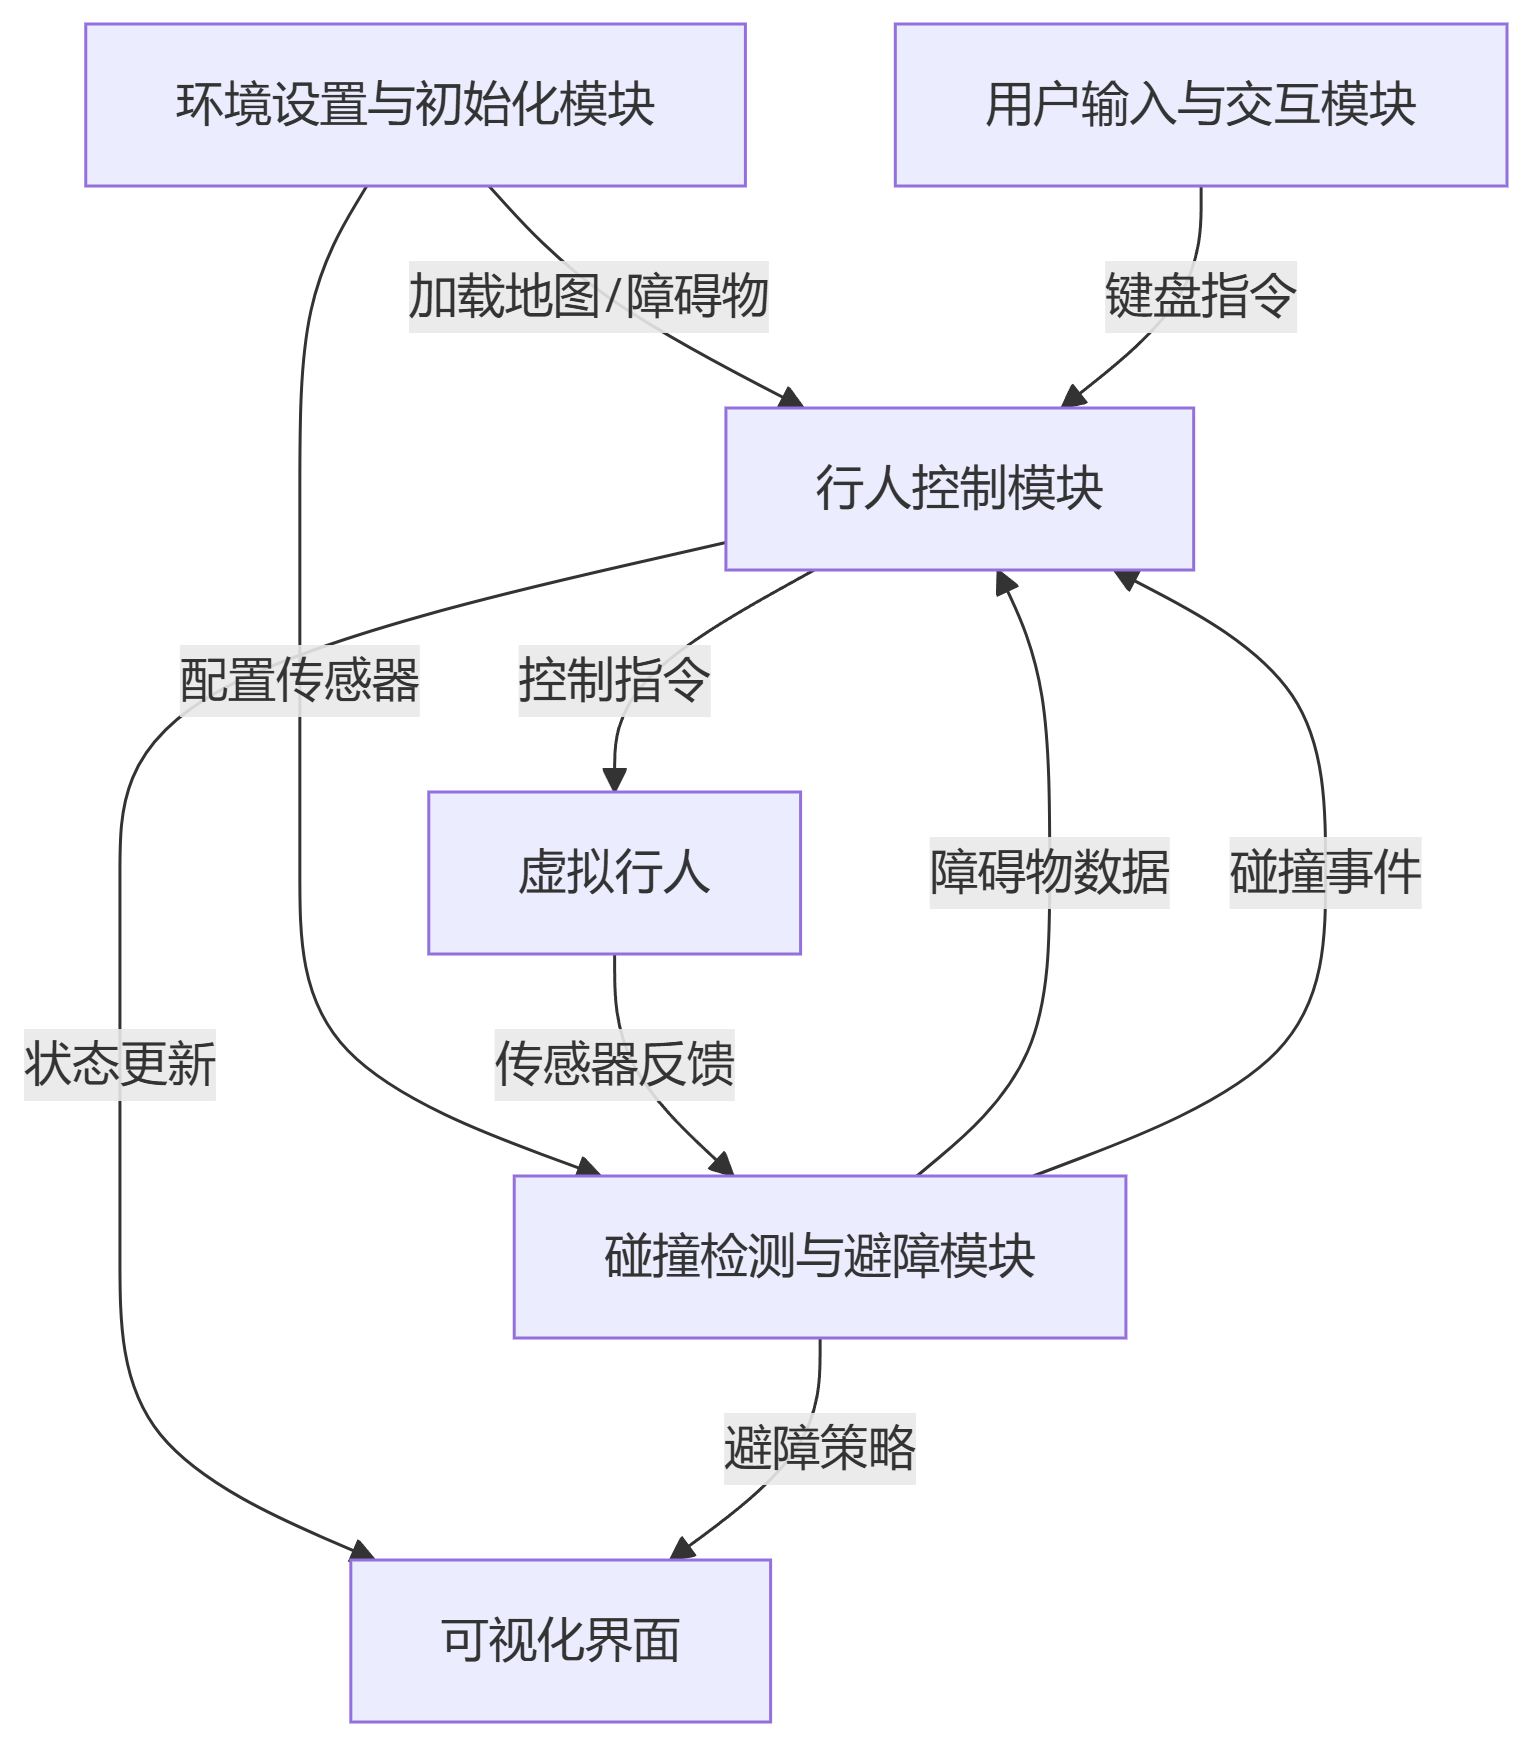 环境设置与初始化模块
用户输入与交互模块
加载地图/障碍物
键盘指令
行人控制模块
配置传感器
控制指令
虚拟行人
障碍物数据
碰撞事件
状态更新
传感器反馈
碰撞检测与避障模块
避障策略
可视化界面